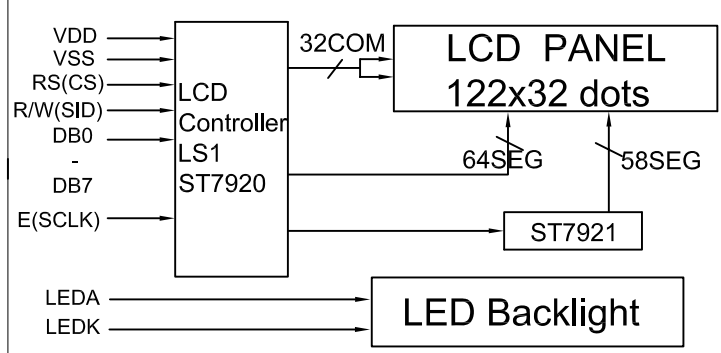 VDD
VSS
RS(CS)
R/W(SID)
DB0
-
DB7
E(SCLK)
LCD
Controller
LS1
ST7920
32COM
LCD PANEL
122x32 dots
64SEG
58SEG
ST7921
LEDA
LEDK
LED Backlight